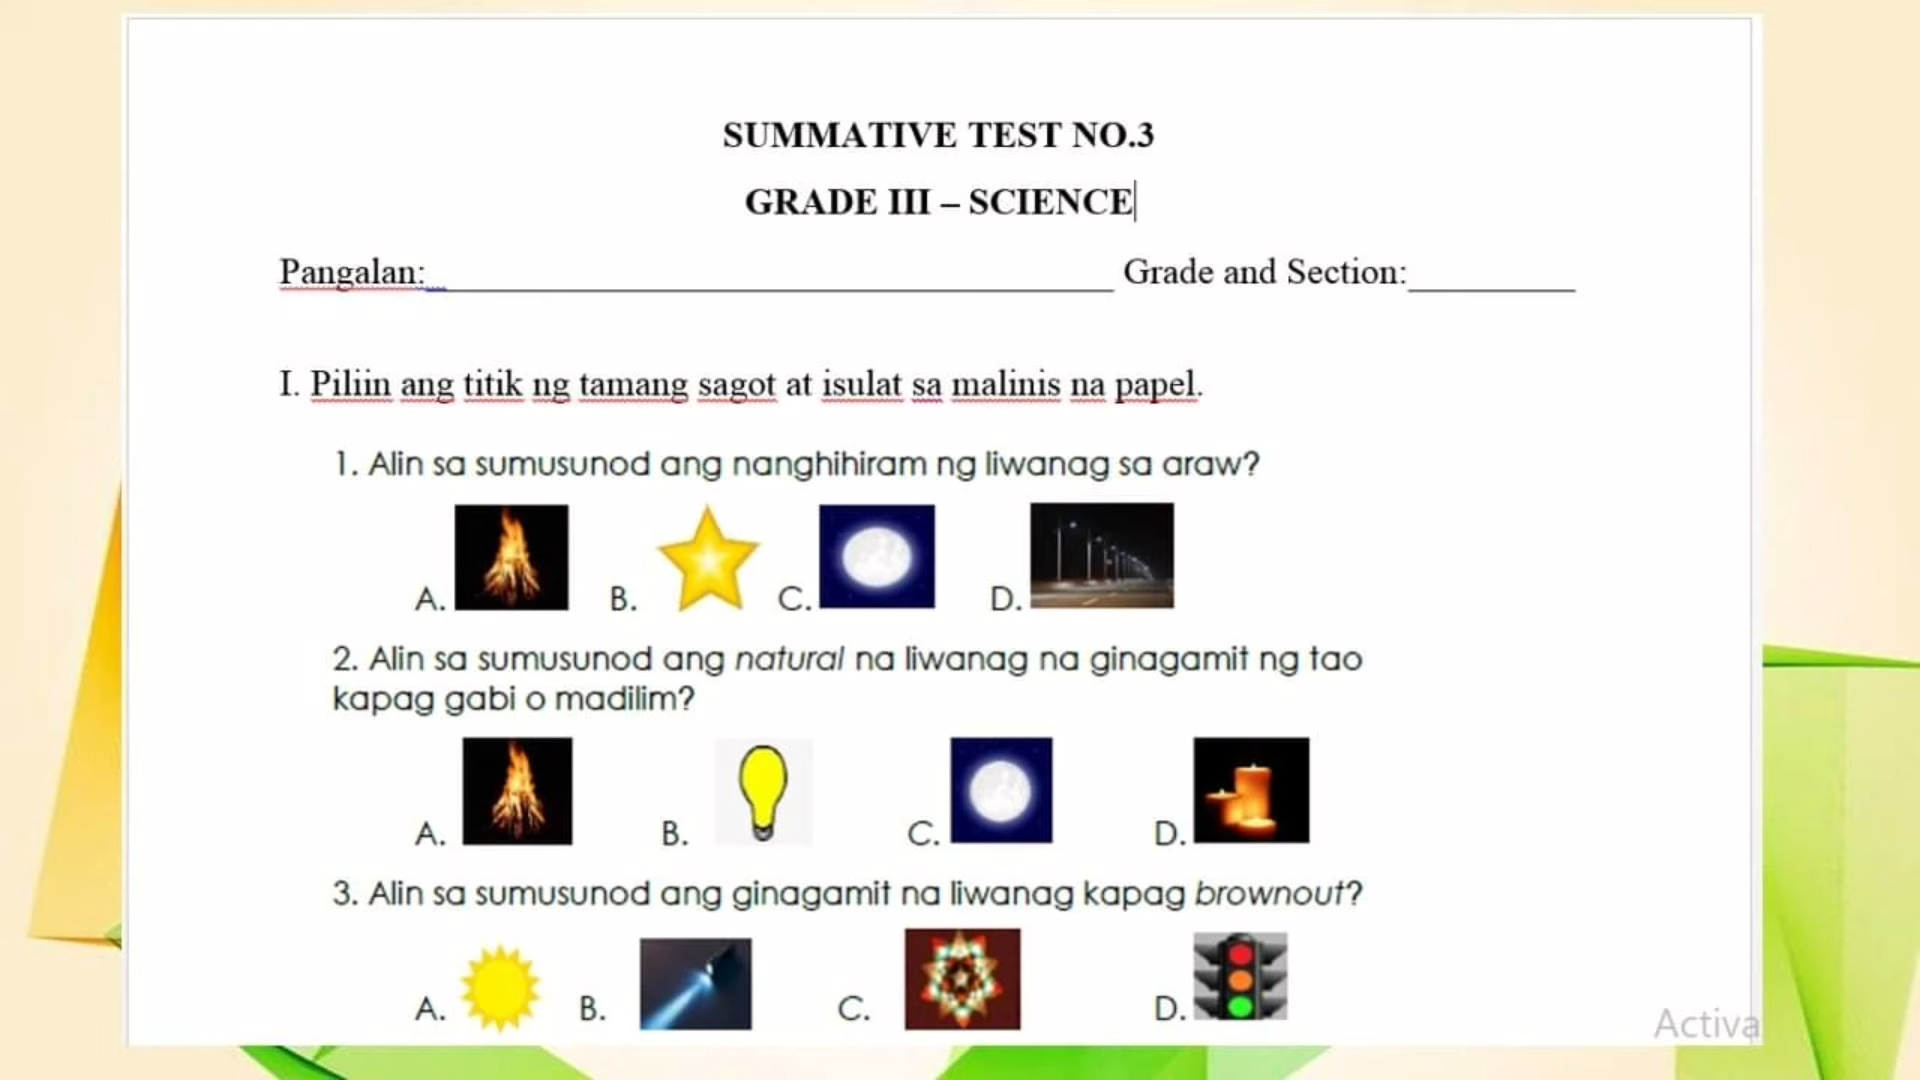 SUMMATIVE TEST NO.3
GRADE III – SCIENCE
Pangalan:______________________________________ Grade and Section:_________
I. Piliin ang titik ng tamang sagot at isulat sa malinis na papel.
1. Alin sa sumusunod ang nanghihiram ng liwanag sa araw?
A. B. C. D.
2. Alin sa sumusunod ang natural na liwanag na ginagamit ng tao
kapag gabi o madilim?
A. B. C. D.
3. Alin sa sumusunod ang ginagamit na liwanag kapag brownout?
A. B. C. D.
Activa